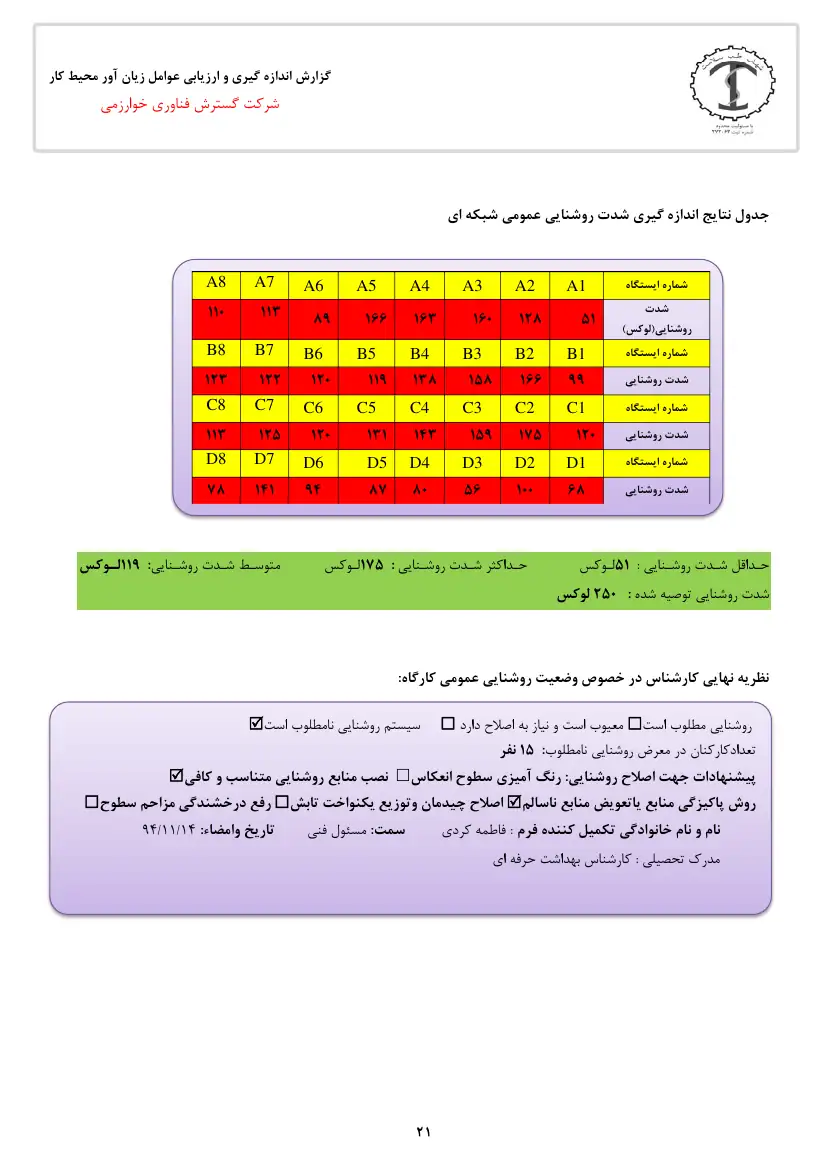 شهاب طب سلامت
با مسئولیت محدود
گزارش اندازه گیری و ارزیابی عوامل زیان آور محیط کار
شرکت گسترش فناوری خوارزمی
جدول نتایج اندازه گیری شدت روشنایی عمومی شبکه ای
شماره ایستگاه A1 A2 A3 A4 A5 A6 A7 A8
شدت روشنایی(لوکس) ۵۱ ۱۲۸ ۱۶۰ ۱۶۳ ۱۶۶ ۸۹ ۱۱۳ ۱۱۰
شماره ایستگاه B1 B2 B3 B4 B5 B6 B7 B8
شدت روشنایی ۹۹ ۱۶۶ ۱۵۸ ۱۳۸ ۱۱۹ ۱۲۰ ۱۲۲ ۱۲۳
شماره ایستگاه C1 C2 C3 C4 C5 C6 C7 C8
شدت روشنایی ۱۲۰ ۱۷۵ ۱۵۹ ۱۴۳ ۱۳۱ ۱۲۰ ۱۲۵ ۱۱۳
شماره ایستگاه D1 D2 D3 D4 D5 D6 D7 D8
شدت روشنایی ۶۸ ۱۰۰ ۵۶ ۸۰ ۸۷ ۹۴ ۱۴۱ ۷۸
حداقل شدت روشنایی : ۵۱لوکس حداکثر شدت روشنایی : ۱۷۵لوکس متوسط شدت روشنایی: ۱۱۹لوکس
شدت روشنایی توصیه شده : ۲۵۰ لوکس
نظریه نهایی کارشناس در خصوص وضعیت روشنایی عمومی کارگاه:
روشنایی مطلوب است☐ معیوب است و نیاز به اصلاح دارد ☐ سیستم روشنایی نامطلوب است☑
تعدادکارکنان در معرض روشنایی نامطلوب: ۱۵ نفر
پیشنهادات جهت اصلاح روشنایی: رنگ آمیزی سطوح انعکاس☐ نصب منابع روشنایی متناسب و کافی☑
روش پاکیزگی منابع یاتعویض منابع ناسالم☑ اصلاح چیدمان وتوزیع یکنواخت تابش☐ رفع درخشندگی مزاحم سطوح☐
نام و نام خانوادگی تکمیل کننده فرم : فاطمه کردی سمت: مسئول فنی تاریخ وامضاء: ۹۴/۱۱/۱۴
مدرک تحصیلی : کارشناس بهداشت حرفه ای
۲۱